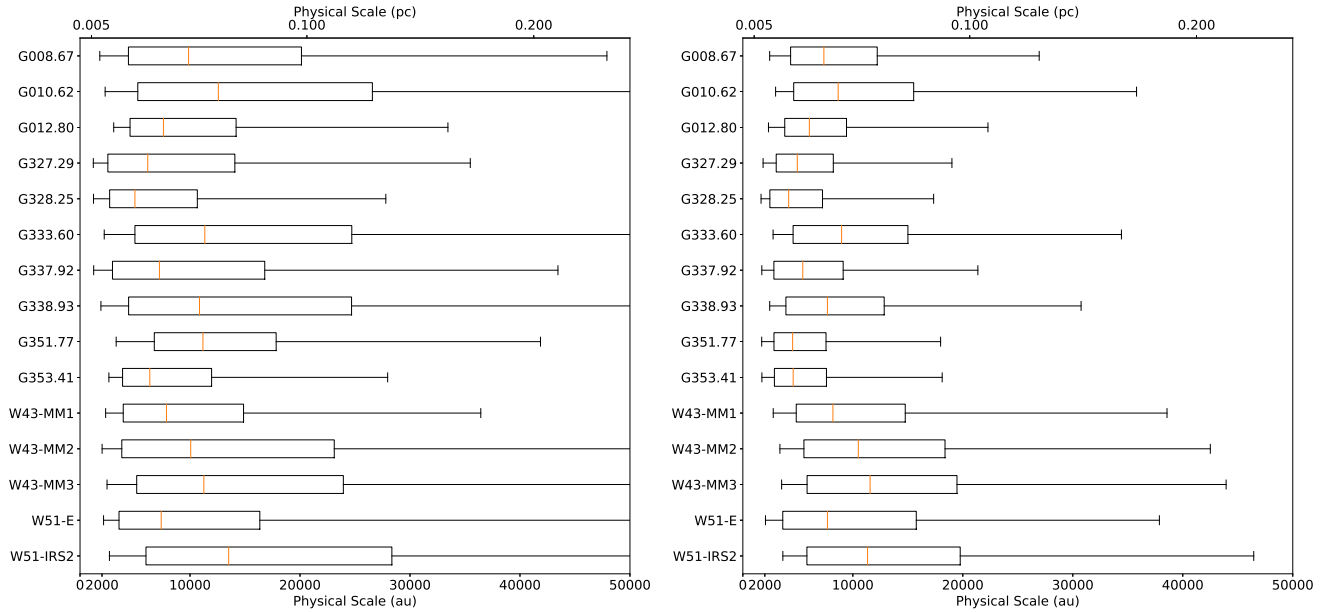 Physical Scale (pc)
0.005 0.100 0.200
G008.67
G010.62
G012.80
G327.29
G328.25
G333.60
G337.92
G338.93
G351.77
G353.41
W43-MM1
W43-MM2
W43-MM3
W51-E
W51-IRS2
0 2000 10000 20000 30000 40000 50000
Physical Scale (au)
Physical Scale (pc)
0.005 0.100 0.200
G008.67
G010.62
G012.80
G327.29
G328.25
G333.60
G337.92
G338.93
G351.77
G353.41
W43-MM1
W43-MM2
W43-MM3
W51-E
W51-IRS2
0 2000 10000 20000 30000 40000 50000
Physical Scale (au)